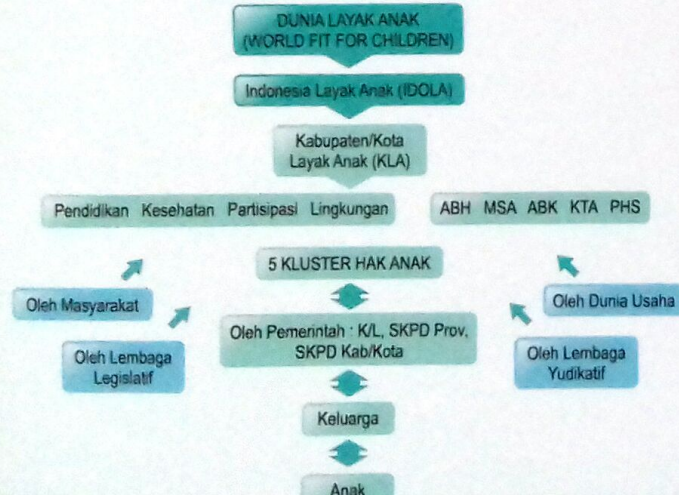 DUNIA LAYAK ANAK
(WORLD FIT FOR CHILDREN)
Indonesia Layak Anak (IDOLA)
Kabupaten/Kota
Layak Anak (KLA)
Pendidikan Kesehatan Partisipasi Lingkungan
ABH MSA ABK KTA PHS
5 KLUSTER HAK ANAK
Oleh Masyarakat
Oleh Dunia Usaha
Oleh Pemerintah : K/L, SKPD Prov,
SKPD Kab/Kota
Oleh Lembaga
Legislatif
Oleh Lembaga
Yudikatif
Keluarga
Anak